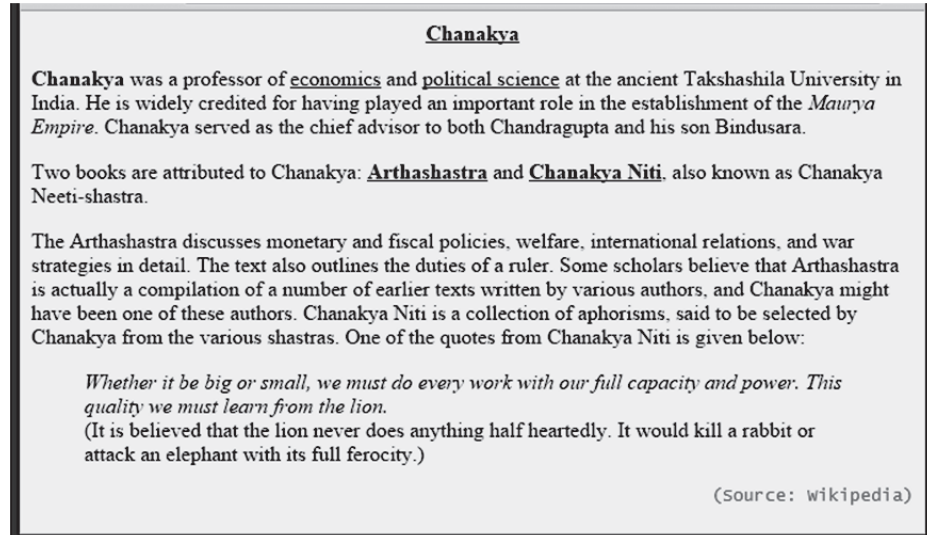 Chanakya
Chanakya was a professor of economics and political science at the ancient Takshashila University in
India. He is widely credited for having played an important role in the establishment of the Maurya
Empire. Chanakya served as the chief advisor to both Chandragupta and his son Bindusara.
Two books are attributed to Chanakya: Arthashastra and Chanakya Niti, also known as Chanakya
Neeti-shastra.
The Arthashastra discusses monetary and fiscal policies, welfare, international relations, and war
strategies in detail. The text also outlines the duties of a ruler. Some scholars believe that Arthashastra
is actually a compilation of a number of earlier texts written by various authors, and Chanakya might
have been one of these authors. Chanakya Niti is a collection of aphorisms, said to be selected by
Chanakya from the various shastras. One of the quotes from Chanakya Niti is given below:
Whether it be big or small, we must do every work with our full capacity and power. This
quality we must learn from the lion.
(It is believed that the lion never does anything half heartedly. It would kill a rabbit or
attack an elephant with its full ferocity.)
(Source: Wikipedia)